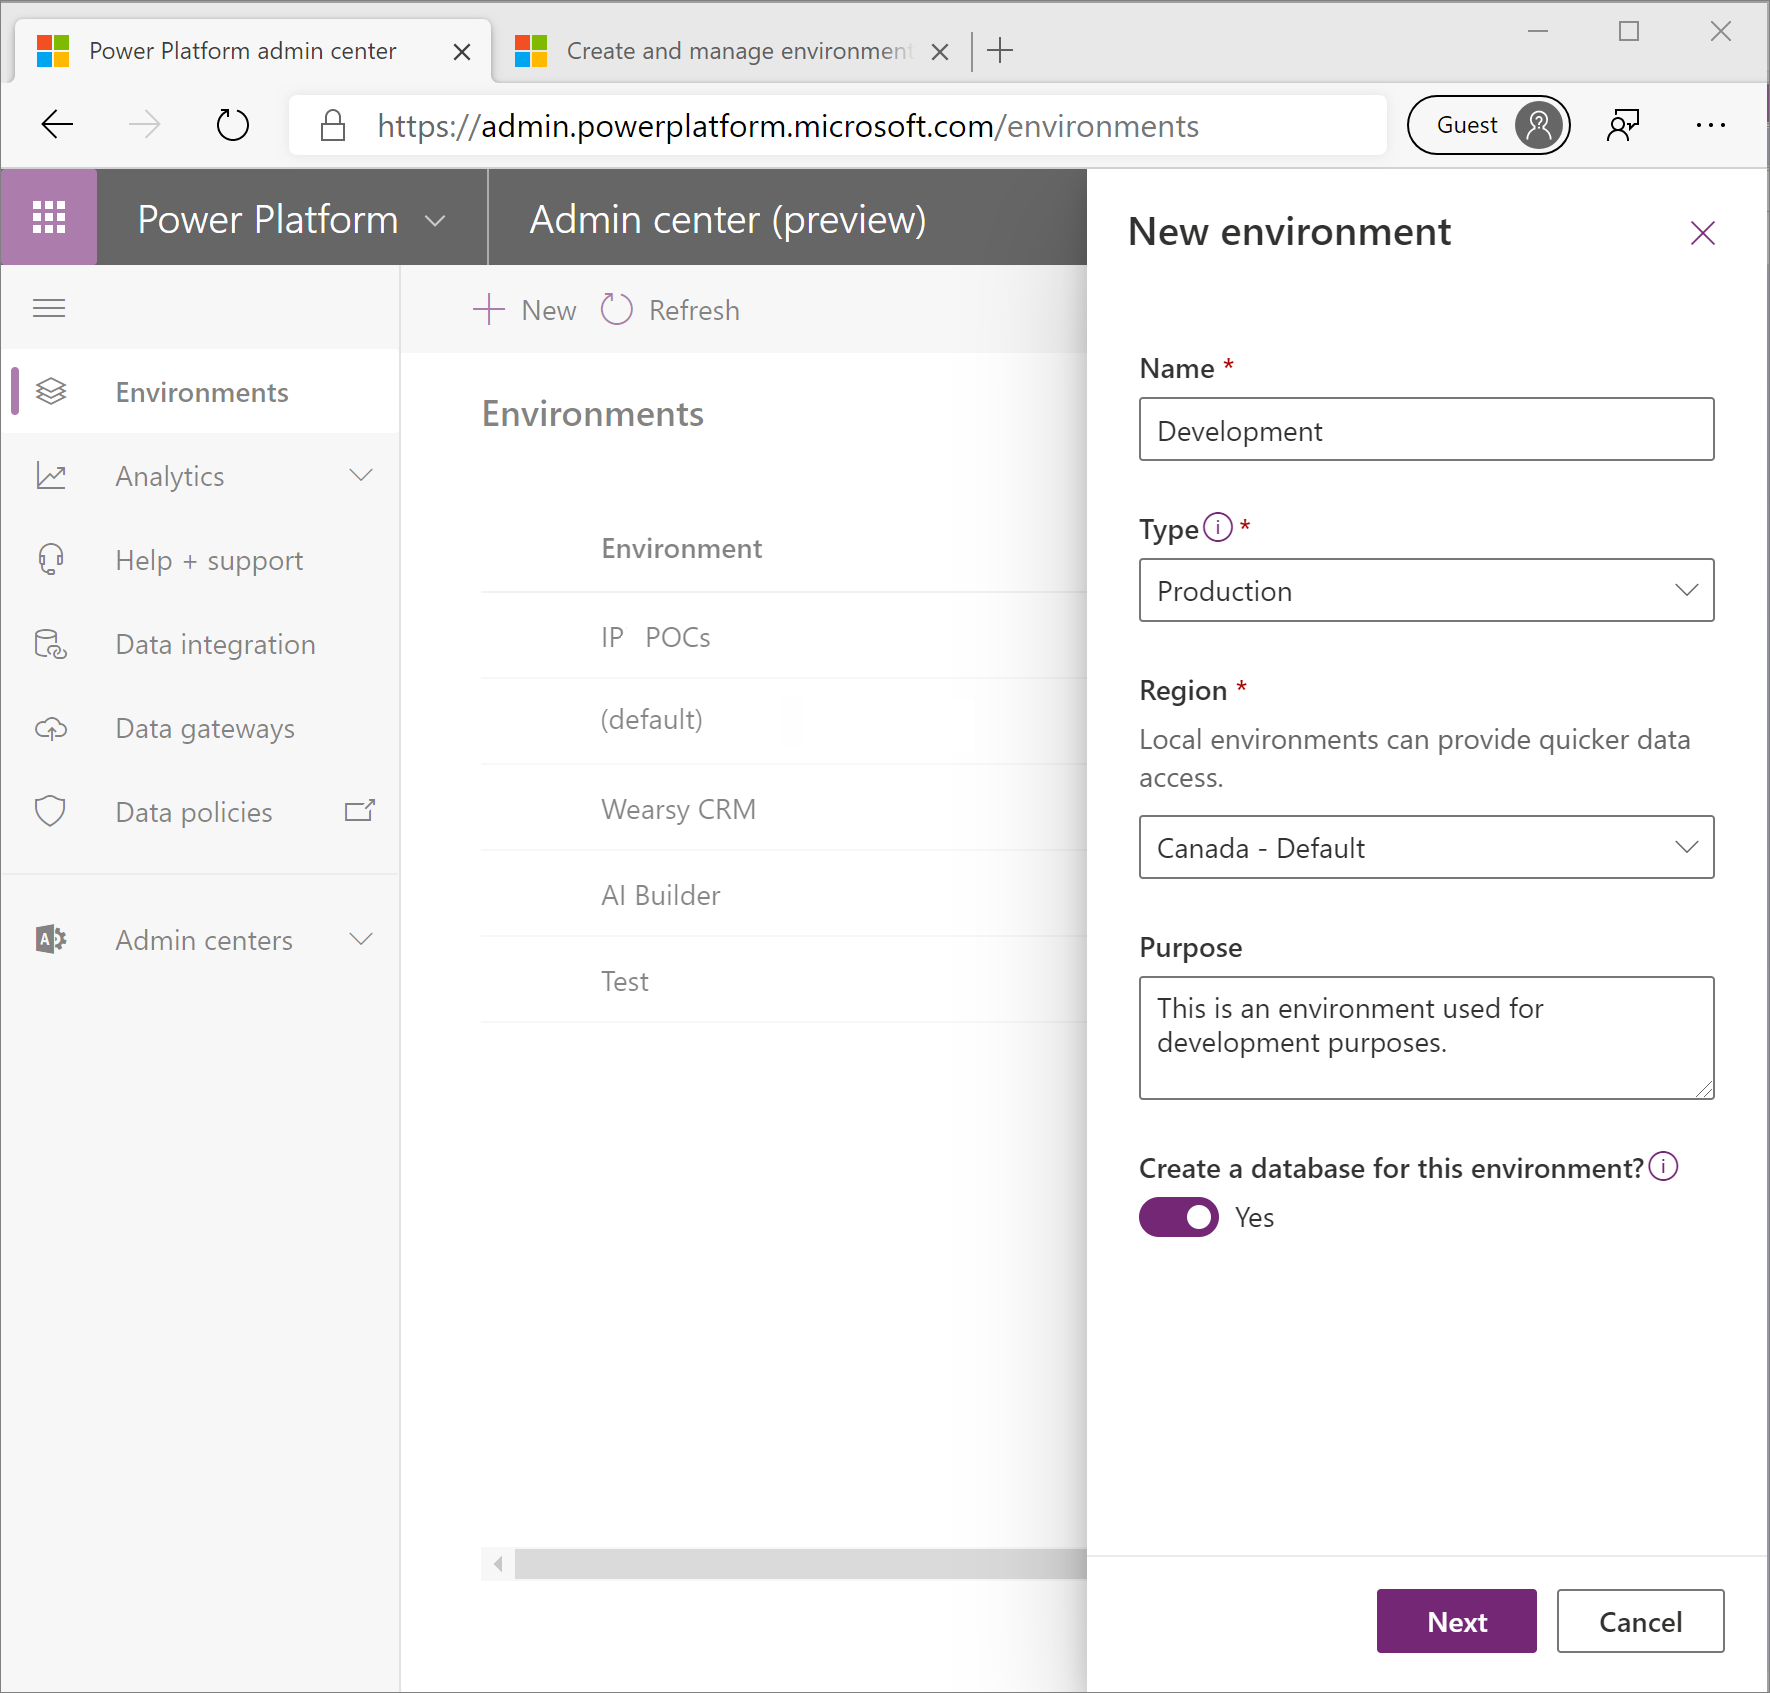 Power Platform admin center
Create and manage environment
https://admin.powerplatform.microsoft.com/environments
Guest
Power Platform
Admin center (preview)
New
Refresh
Environments
Analytics
Help + support
Data integration
Data gateways
Data policies
Admin centers
Environments
Environment
IP POCs
(default)
Wearsy CRM
AI Builder
Test
New environment
Name *
Development
Type *
Production
Region *
Local environments can provide quicker data
access.
Canada - Default
Purpose
This is an environment used for
development purposes.
Create a database for this environment?
Yes
Next
Cancel